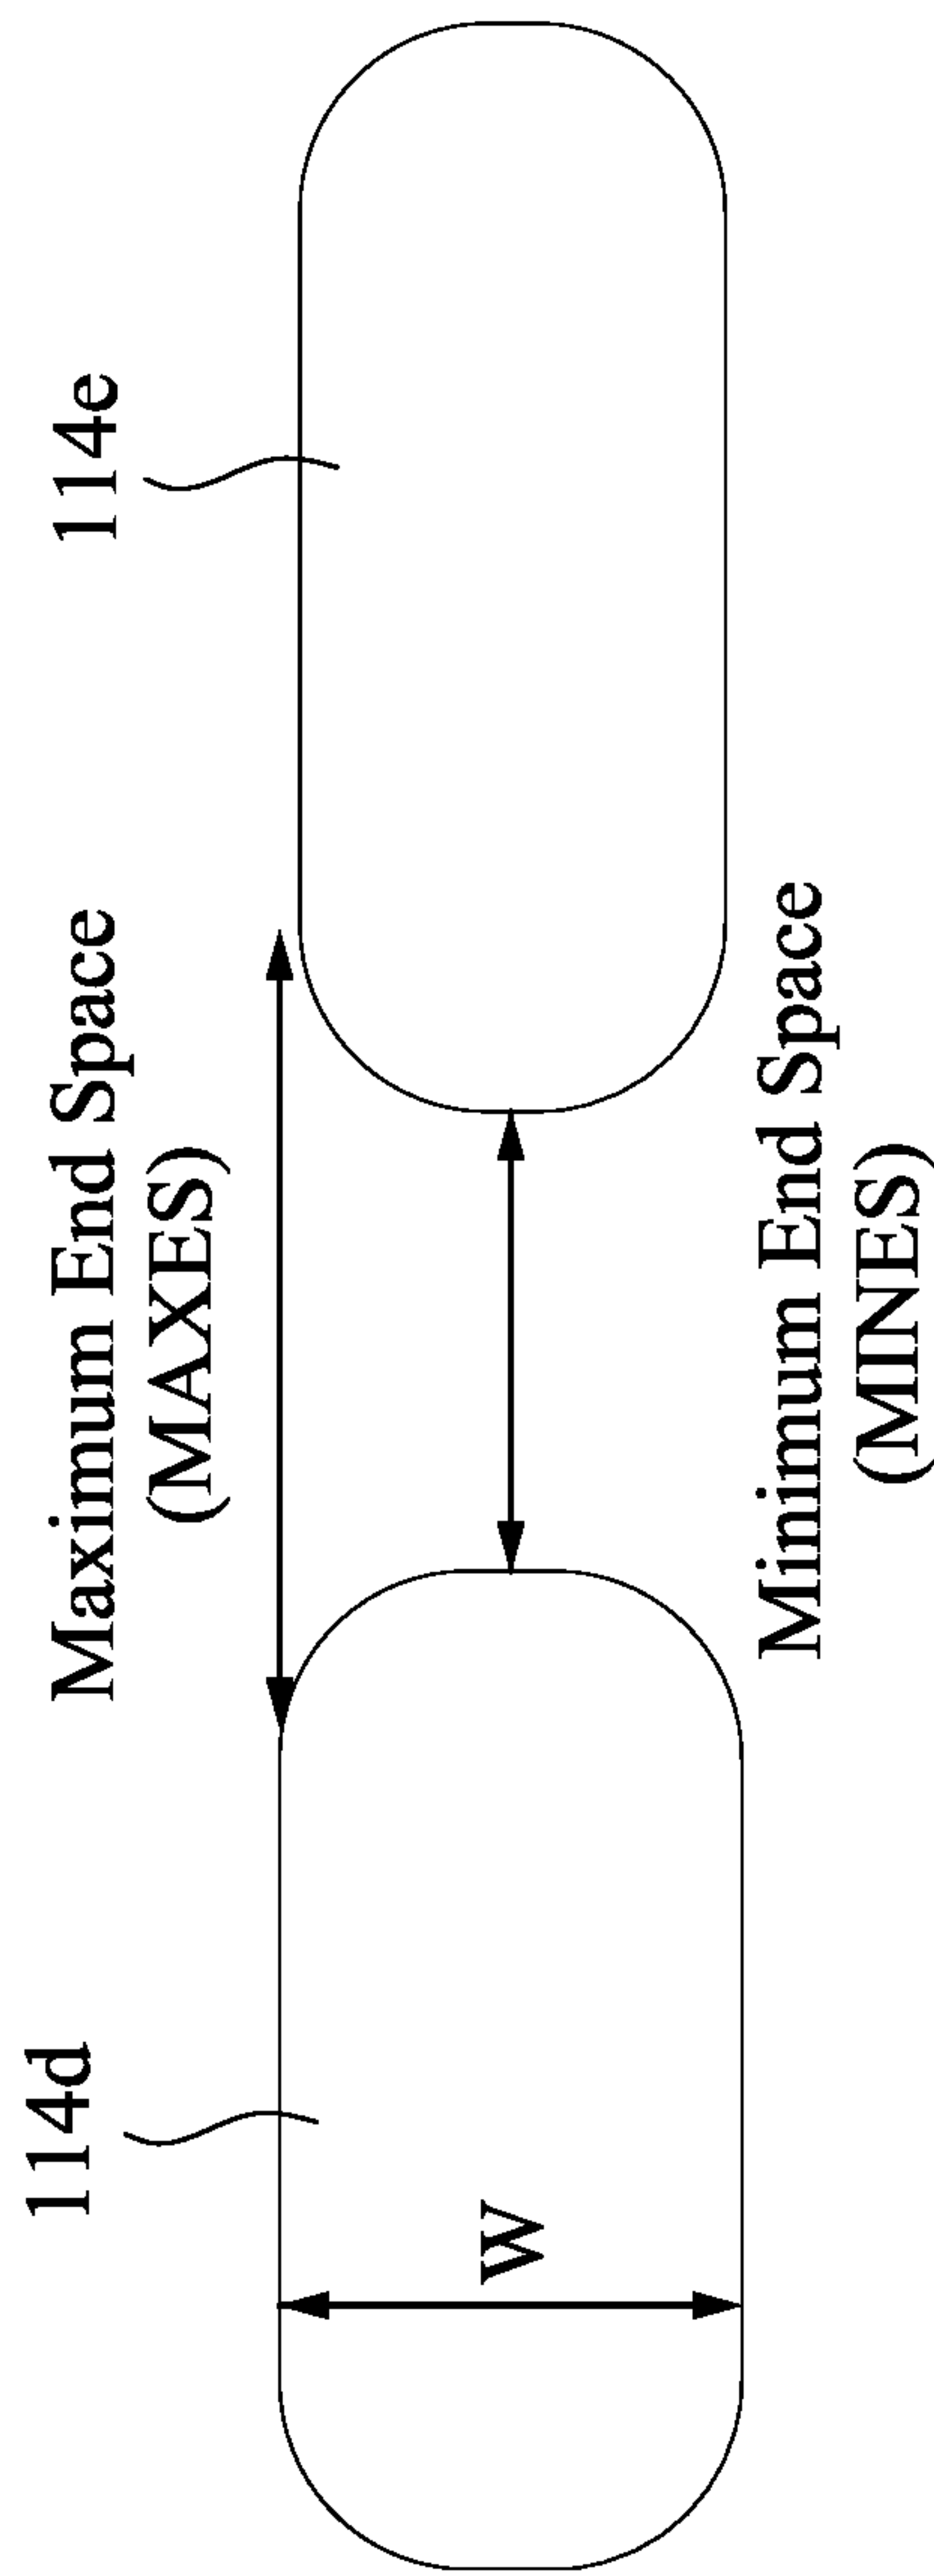 114d
114e
Maximum End Space
(MAXES)
W
Minimum End Space
(MINES)